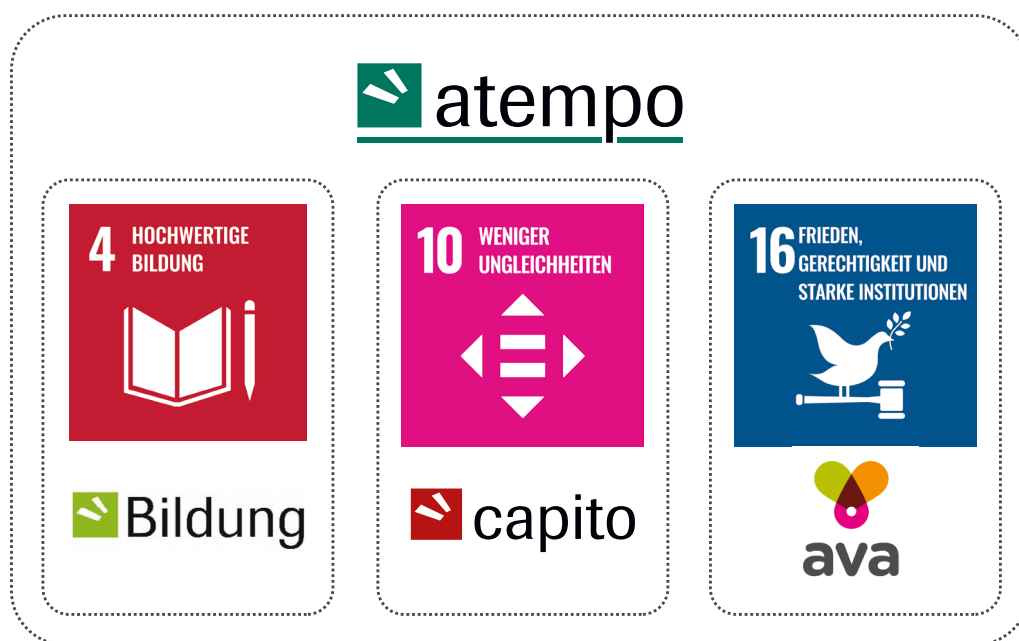 atempo
4 HOCHWERTIGE
BILDUNG
10 WENIGER
UNGLEICHHEITEN
16 FRIEDEN,
GERECHTIGKEIT UND
STARKE INSTITUTIONEN
Bildung
capito
ava